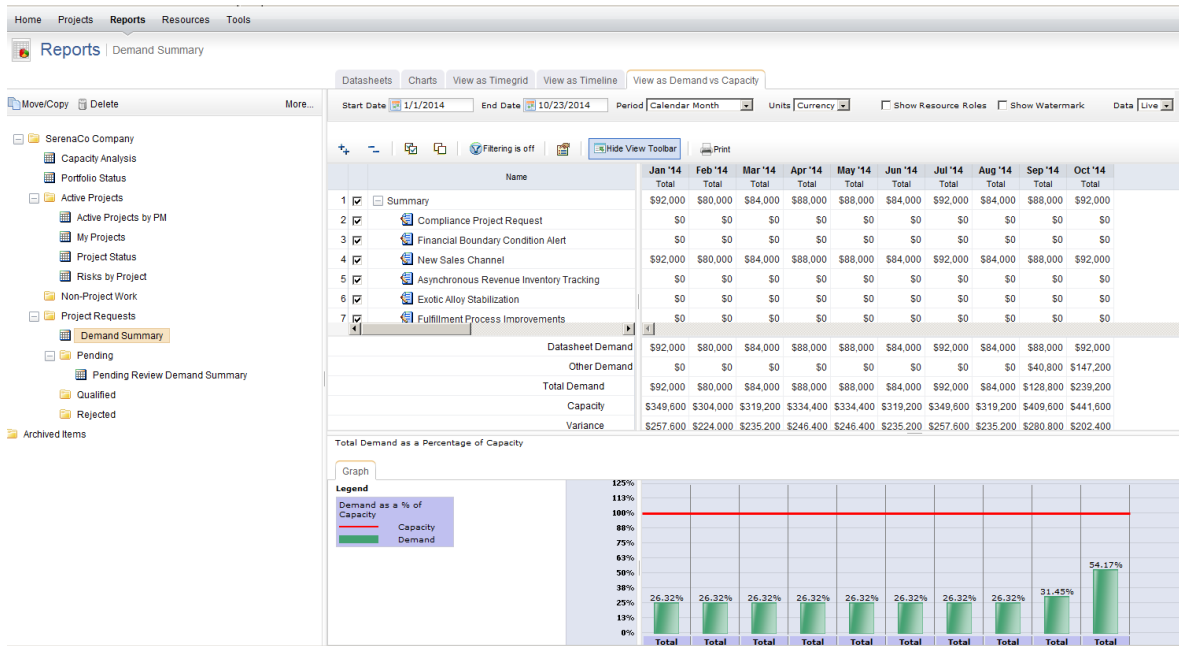 Home Projects Reports Resources Tools
Reports | Demand Summary
Datasheets Charts View as Timegrid View as Timeline View as Demand vs Capacity
Move/Copy Delete More...
Start Date 1/1/2014 End Date 10/23/2014 Period Calendar Month Units Currency Show Resource Roles Show Watermark Data Live
SerenaCo Company
Capacity Analysis
Portfolio Status
Active Projects
Active Projects by PM
My Projects
Project Status
Risks by Project
Non-Project Work
Project Requests
Demand Summary
Pending
Pending Review Demand Summary
Qualified
Rejected
Archived Items
Filtering is off Hide View Toolbar Print
Name Jan '14 Feb '14 Mar '14 Apr '14 May '14 Jun '14 Jul '14 Aug '14 Sep '14 Oct '14
Total Total Total Total Total Total Total Total Total Total
1 Summary $92,000 $80,000 $84,000 $88,000 $88,000 $84,000 $92,000 $84,000 $88,000 $92,000
2 Compliance Project Request $0 $0 $0 $0 $0 $0 $0 $0 $0 $0
3 Financial Boundary Condition Alert $0 $0 $0 $0 $0 $0 $0 $0 $0 $0
4 New Sales Channel $92,000 $80,000 $84,000 $88,000 $88,000 $84,000 $92,000 $84,000 $88,000 $92,000
5 Asynchronous Revenue Inventory Tracking $0 $0 $0 $0 $0 $0 $0 $0 $0 $0
6 Exotic Alloy Stabilization $0 $0 $0 $0 $0 $0 $0 $0 $0 $0
7 Fulfillment Process Improvements $0 $0 $0 $0 $0 $0 $0 $0 $0 $0
Datasheet Demand $92,000 $80,000 $84,000 $88,000 $88,000 $84,000 $92,000 $84,000 $88,000 $92,000
Other Demand $0 $0 $0 $0 $0 $0 $0 $0 $40,800 $147,200
Total Demand $92,000 $80,000 $84,000 $88,000 $88,000 $84,000 $92,000 $84,000 $128,800 $239,200
Capacity $349,600 $304,000 $319,200 $334,400 $334,400 $319,200 $349,600 $319,200 $409,600 $441,600
Variance $257,600 $224,000 $235,200 $246,400 $246,400 $235,200 $257,600 $235,200 $280,800 $202,400
Total Demand as a Percentage of Capacity
Graph
Legend
Demand as a % of
Capacity
Capacity
Demand
125%
113%
100%
88%
75%
63%
50%
38%
25%
13%
0%
26.32% 26.32% 26.32% 26.32% 26.32% 26.32% 26.32% 26.32% 31.45% 54.17%
Total Total Total Total Total Total Total Total Total Total